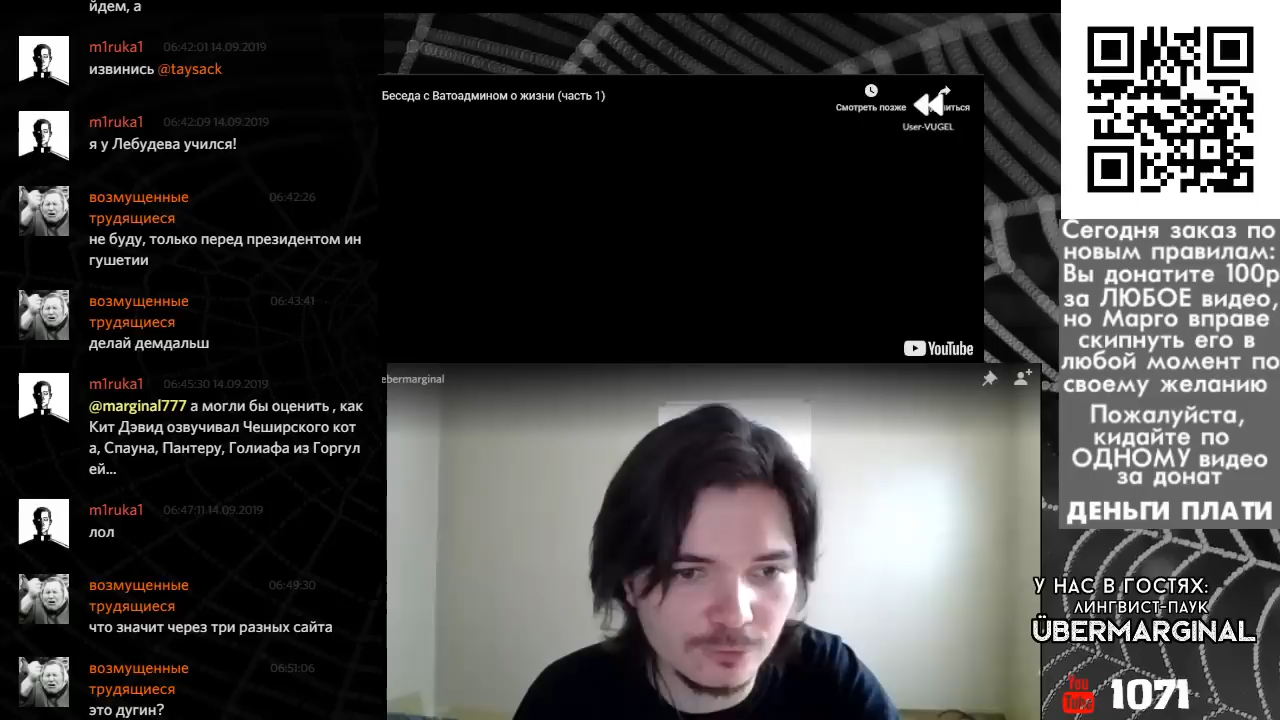 йдем, а
m1ruka1 06:42:01 14.09.2019
извинись @taysack
m1ruka1 06:42:09 14.09.2019
я у Лебудева учился!
возмущенные 06:42:26
трудящиеся
не буду, только перед президентом ин
гушетии
возмущенные 06:43:41
трудящиеся
делай демдальш
m1ruka1 06:45:30 14.09.2019
@marginal777 а могли бы оценить , как
Кит Дэвид озвучивал Чеширского кот
а, Спауна, Пантеру, Голиафа из Горгул
ей...
m1ruka1 06:47:11 14.09.2019
лол
возмущенные 06:49:30
трудящиеся
что значит через три разных сайта
возмущенные 06:51:06
трудящиеся
это дугин?
Беседа с Ватоадмином о жизни (часть 1)
Смотреть позже
иться
User-VUGEL
YouTube
ebermarginal
Сегодня заказ по
новым правилам:
Вы донатите 100р
за ЛЮБОЕ видео,
но Марго вправе
скипнуть его в
любой момент по
своему желанию
Пожалуйста,
кидайте по
ОДНОМУ видео
за донат
ДЕНЬГИ ПЛАТИ
У НАС В ГОСТЯХ:
ЛИНГВИСТ-ПАУК
ÜBERMARGINAL
You
Tube
1071